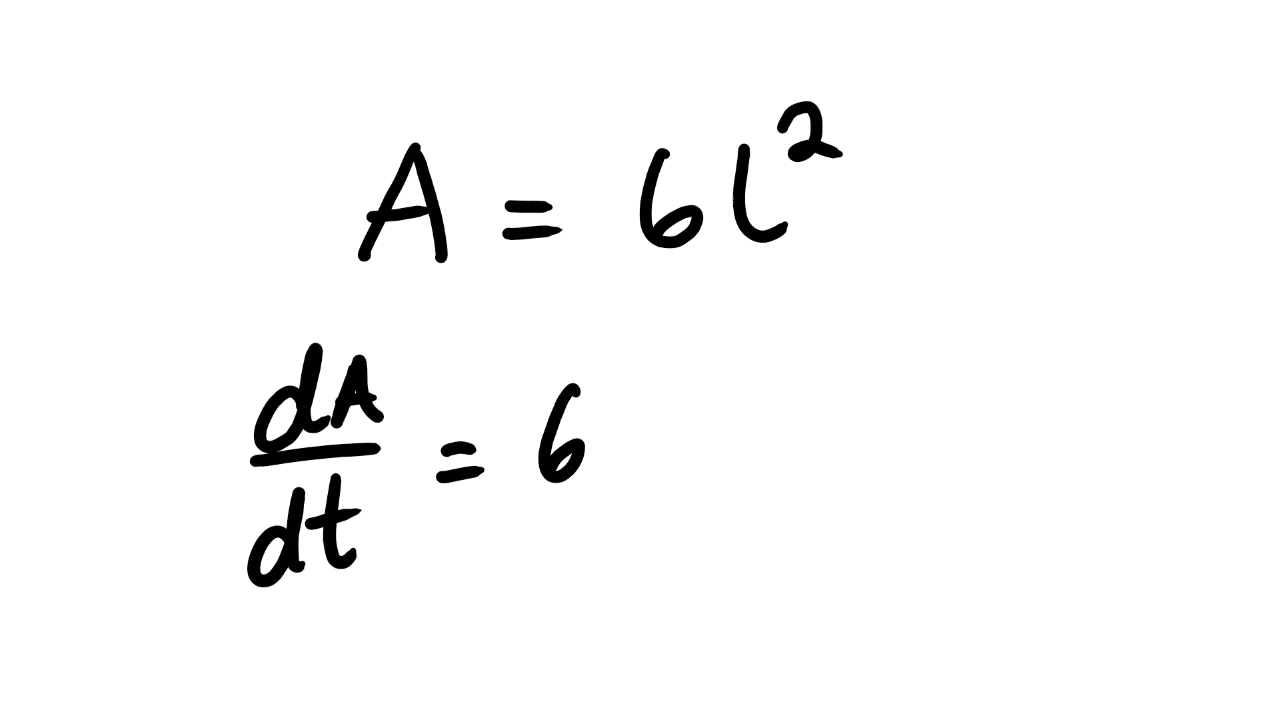 A = 6l²
dA/dt = 6